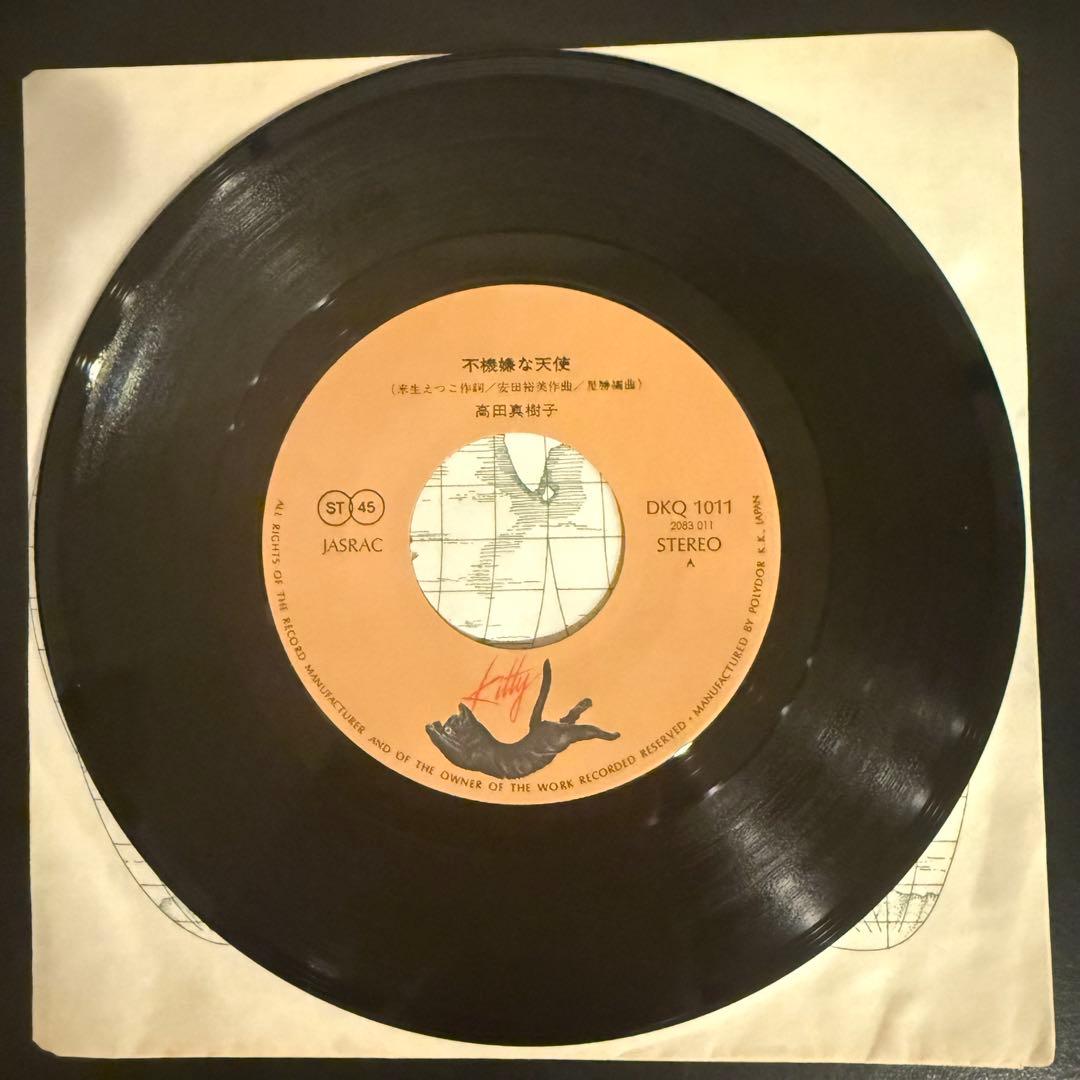 不機嫌な天使
(来生えつこ作詞/安田裕美作曲/星勝編曲)
高田真樹子
ST 45
JASRAC
DKQ 1011
2083 011
STEREO
A
Kitty
ALL RIGHTS OF THE RECORD MANUFACTURER AND OF THE OWNER OF THE WORK RECORDED RESERVED • MANUFACTURED BY POLYDOR K.K., JAPAN